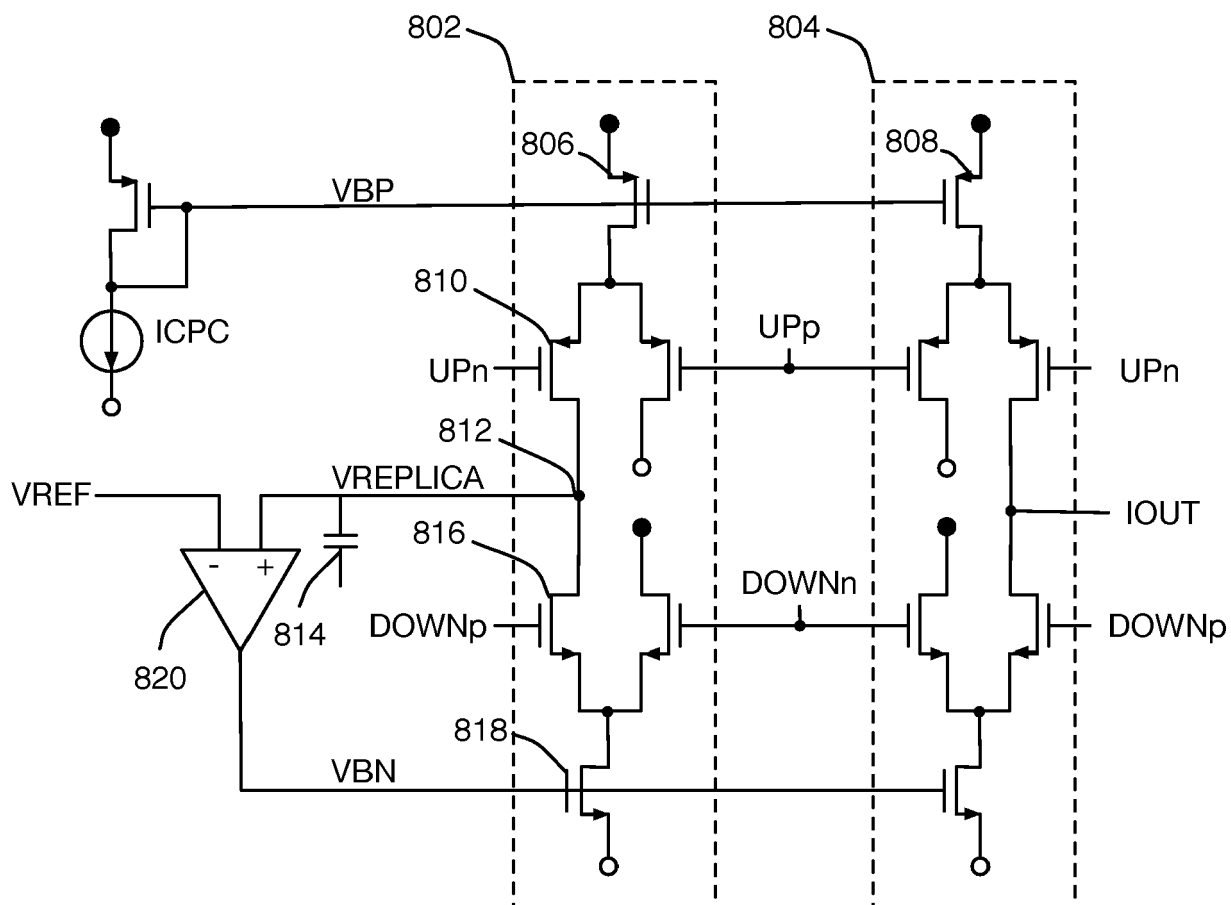 802
804
806
808
VBP
810
ICPC
UPp
UPn
UPn
812
VREF
VREPLICA
IOUT
816
- +
DOWNn
814
DOWNp
DOWNp
820
818
VBN